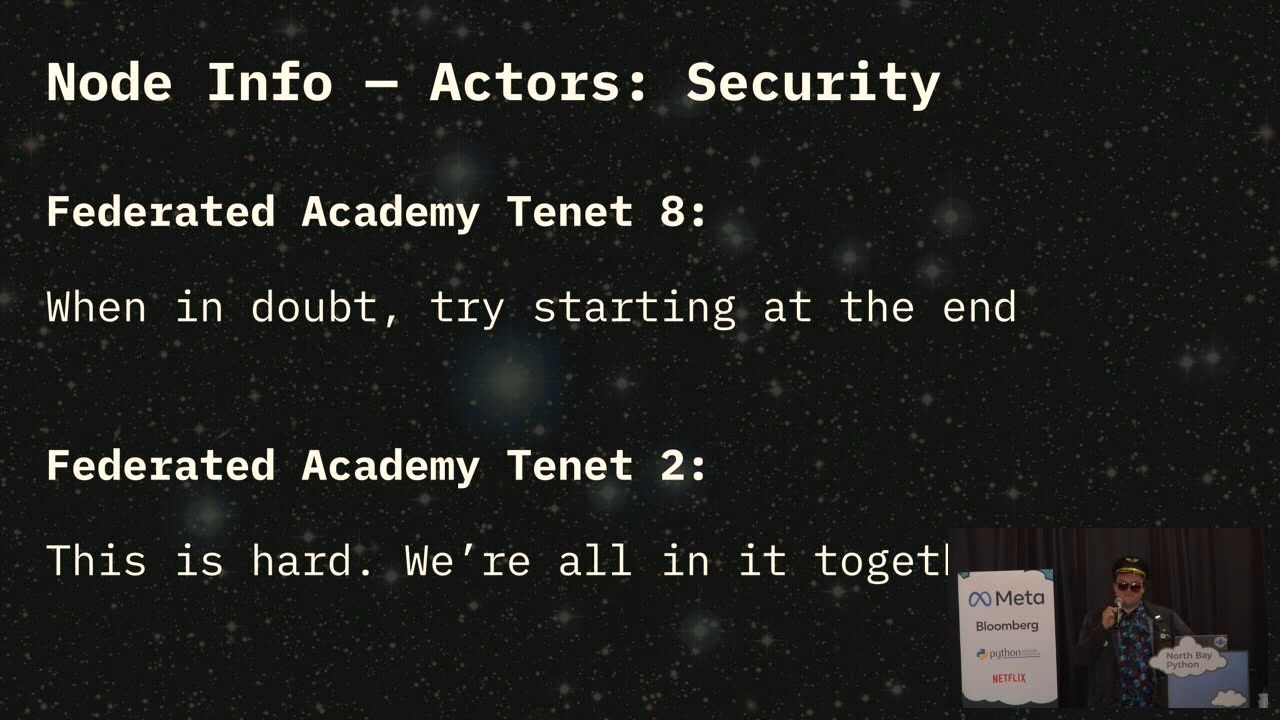 Node Info — Actors: Security
Federated Academy Tenet 8:
When in doubt, try starting at the end
Federated Academy Tenet 2:
This is hard. We’re all in it togeth
Meta
Bloomberg
python
NETFLIX
North Bay
Python